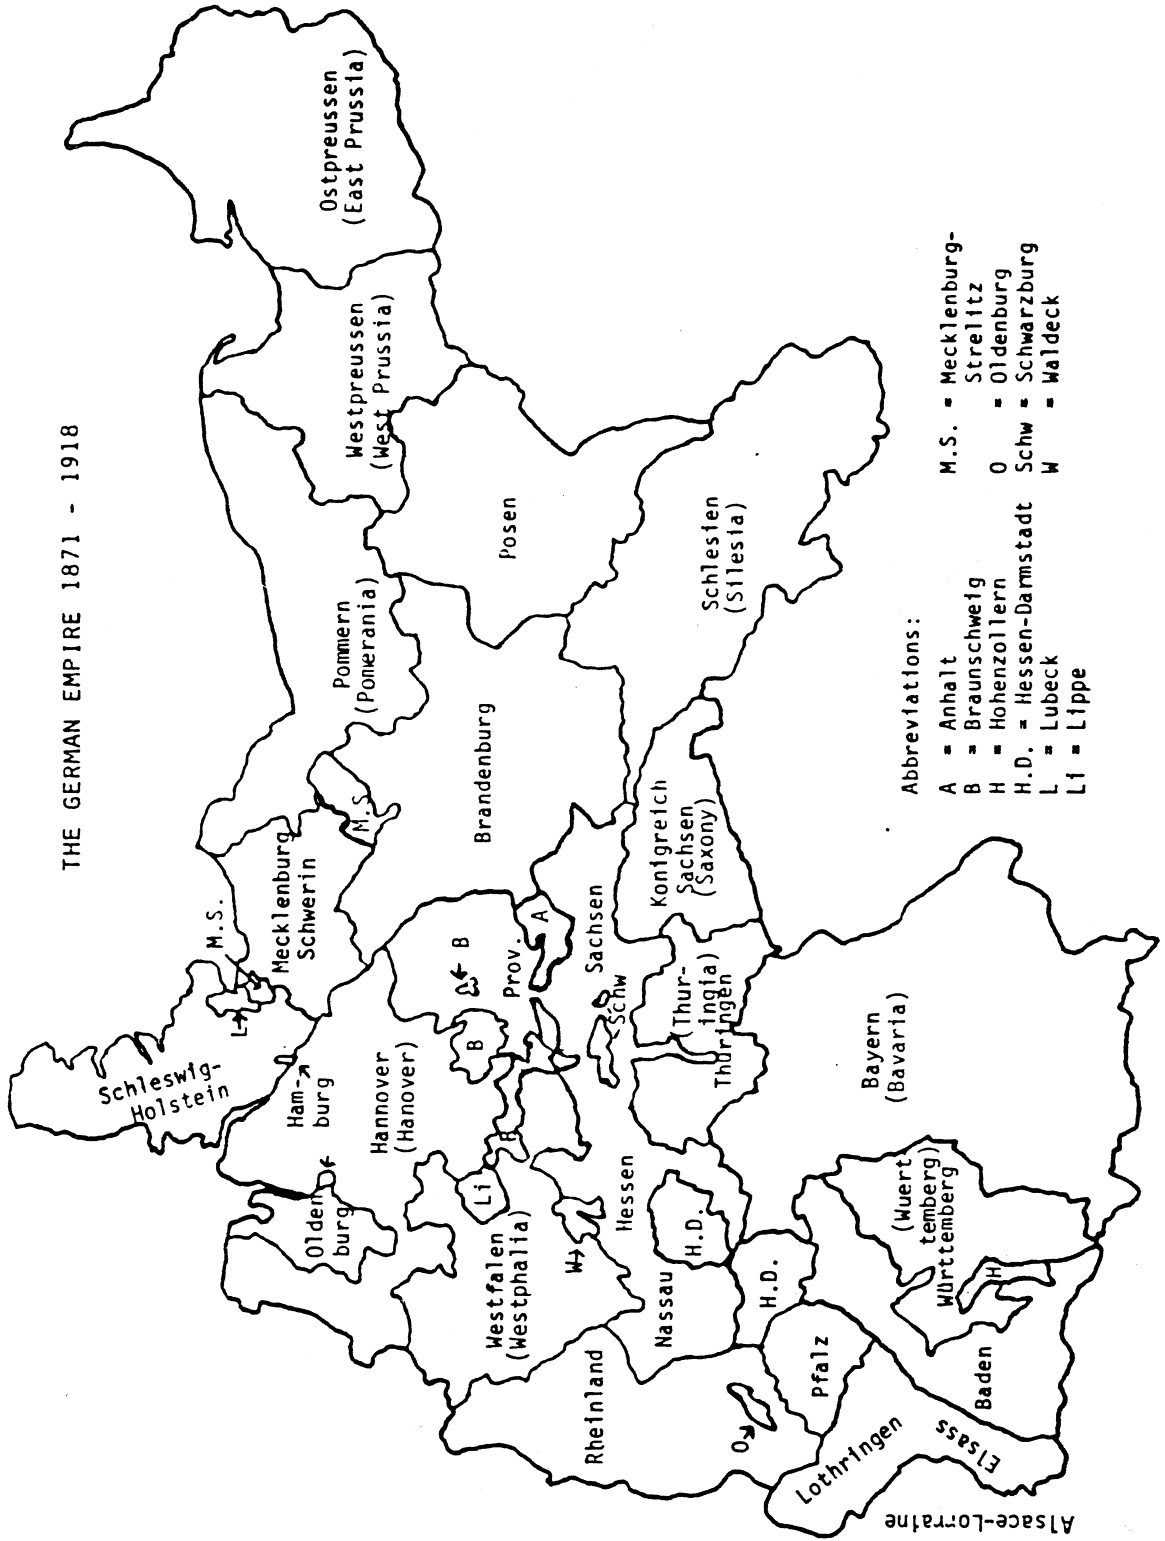 THE GERMAN EMPIRE 1871 - 1918
Schleswig-
Holstein
L
M.S.
Ham-
burg
Mecklenburg
Schwerin
M.S.
Pommern
(Pomerania)
Westpreussen
(West Prussia)
Ostpreussen
(East Prussia)
Olden
burg
Hannover
(Hanover)
B
B
Brandenburg
Posen
Westfalen
(Westphalia)
Li
B
Prov.
Sachsen
A
W
Hessen
Schw
Rheinland
Nassau
H.D.
(Thur-
ingia)
Thuringen
Konigreich
Sachsen
(Saxony)
Schlesien
(Silesia)
O
H.D.
Pfalz
Bayern
(Bavaria)
Lothringen
Elsass
Alsace-Lorraine
Baden
(Wuert
temberg)
Württemberg
H
Abbreviations:
A = Anhalt
B = Braunschweig
H = Hohenzollern
H.D. = Hessen-Darmstadt
L = Lubeck
Li = Lippe
M.S. = Mecklenburg-
Strelitz
O = Oldenburg
Schw = Schwarzburg
W = Waldeck